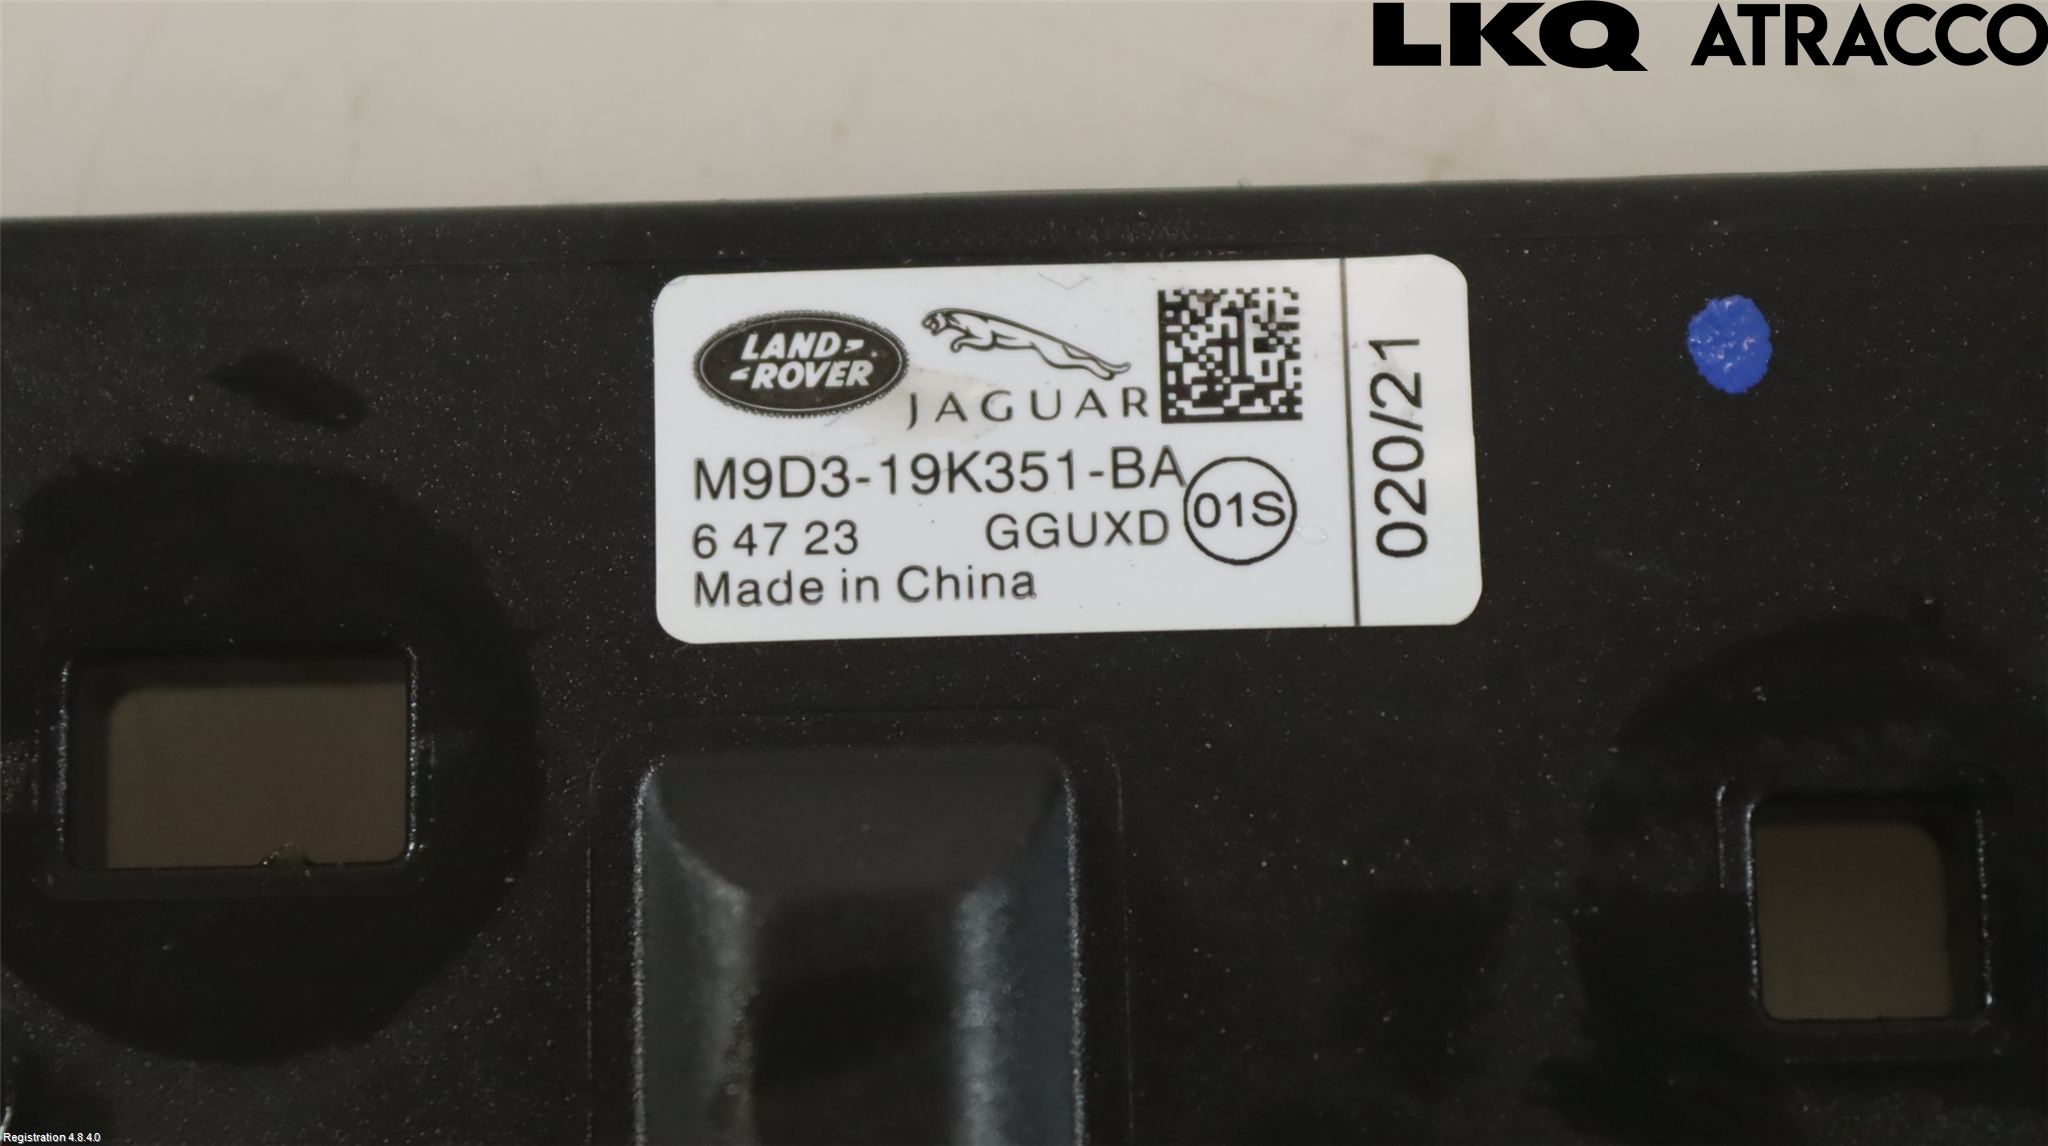 LKQ ATRACCO
LAND-
ROVER
JAGUAR
M9D3-19K351-BA
6 47 23 GGUXD
01S
Made in China
020/21
Registration 4.8.4.0